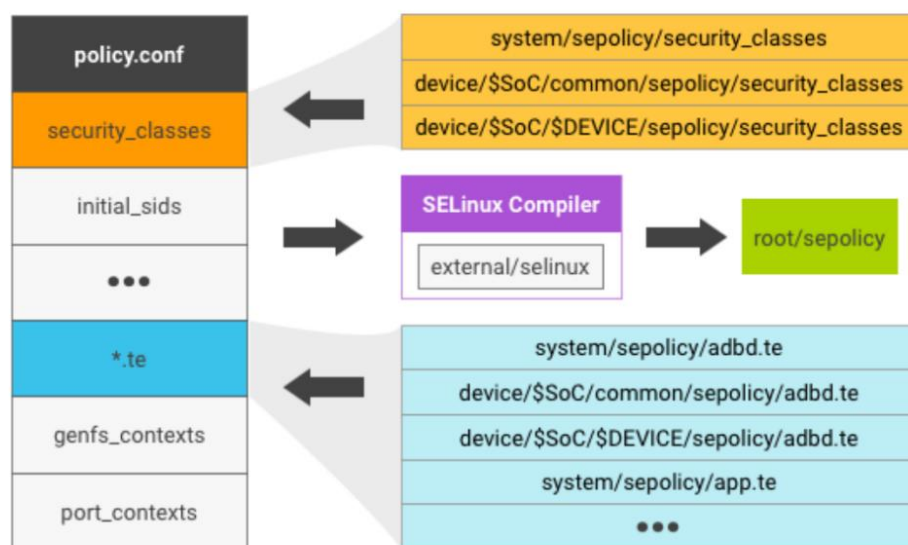 policy.conf
security_classes
initial_sids
•••
*.te
genfs_contexts
port_contexts
system/sepolicy/security_classes
device/$SoC/common/sepolicy/security_classes
device/$SoC/$DEVICE/sepolicy/security_classes
SELinux Compiler
external/selinux
root/sepolicy
system/sepolicy/adbd.te
device/$SoC/common/sepolicy/adbd.te
device/$SoC/$DEVICE/sepolicy/adbd.te
system/sepolicy/app.te
•••